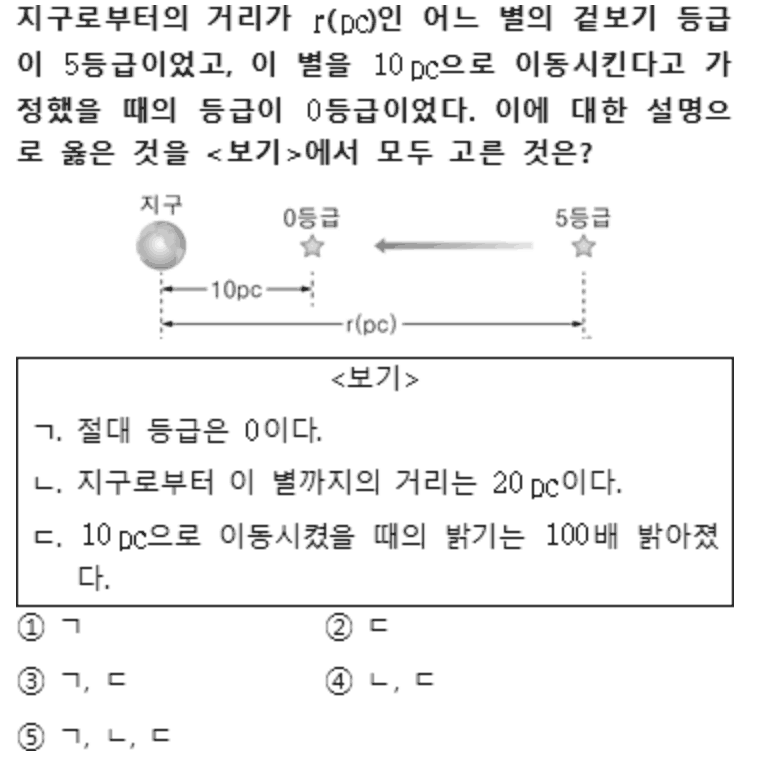 지구로부터의 거리가 r(pc)인 어느 별의 겉보기 등급
이 5등급이었고, 이 별을 10pc으로 이동시킨다고 가
정했을 때의 등급이 0등급이었다. 이에 대한 설명으
로 옳은 것을 <보기>에서 모두 고른 것은?
지구
0등급
5등급
10pc
r(pc)
<보기>
ㄱ. 절대 등급은 0이다.
ㄴ. 지구로부터 이 별까지의 거리는 20pc이다.
ㄷ. 10pc으로 이동시켰을 때의 밝기는 100배 밝아졌
다.
① ㄱ ② ㄷ
③ ㄱ, ㄷ ④ ㄴ, ㄷ
⑤ ㄱ, ㄴ, ㄷ